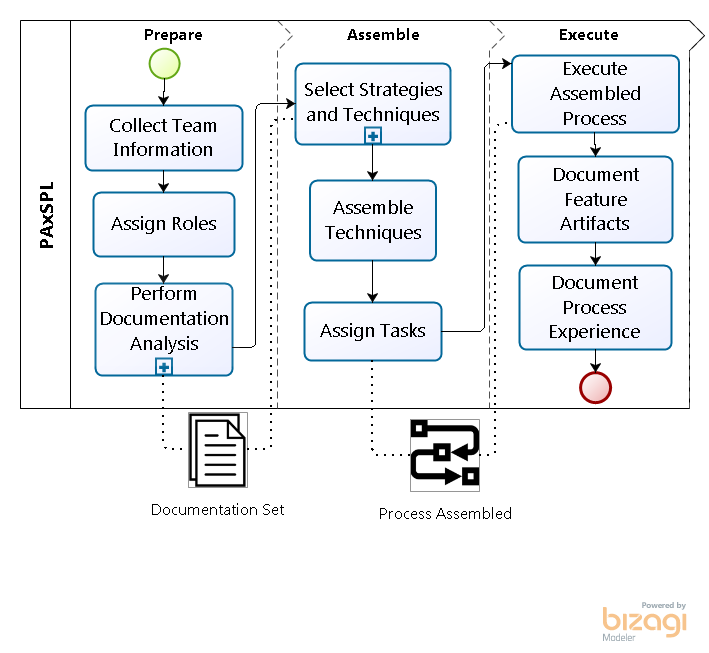 Prepare
Assemble
Execute
PAxSPL
Collect Team
Information
Assign Roles
Perform
Documentation
Analysis
Select Strategies
and Techniques
Assemble
Techniques
Assign Tasks
Execute
Assembled
Process
Document
Feature
Artifacts
Document
Process
Experience
Documentation Set
Process Assembled
Powered by
bizagi
Modeler